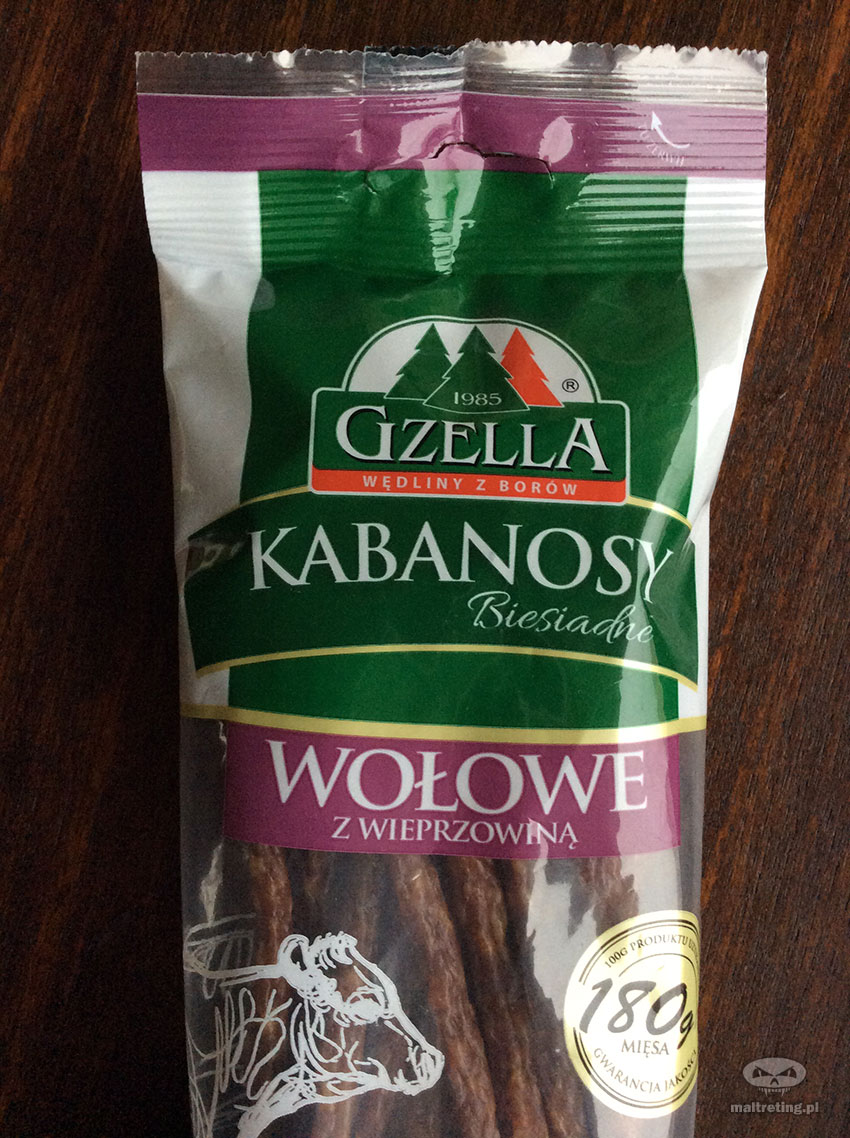 1985
GZELLA
®
WĘDLINY Z BORÓW
KABANOSY
Biesiadne
WOŁOWE
Z WIEPRZOWINĄ
100G PRODUKTU
180g
MIĘSA
GWARANCJA JAKOŚCI
maltreting.pl